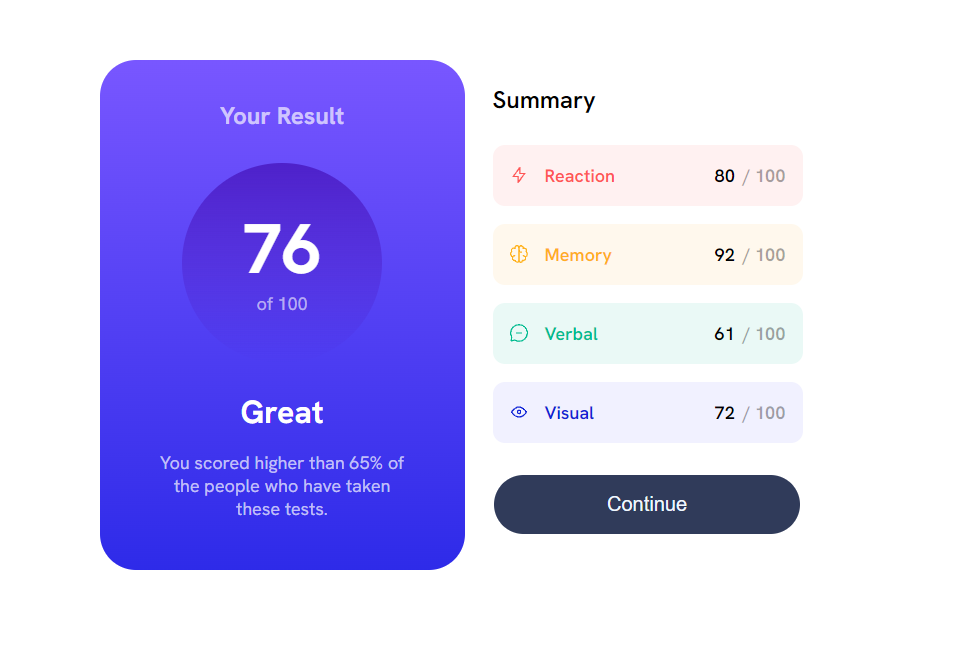 Your Result
76
of 100
Great
You scored higher than 65% of
the people who have taken
these tests.
Summary
Reaction 80 / 100
Memory 92 / 100
Verbal 61 / 100
Visual 72 / 100
Continue